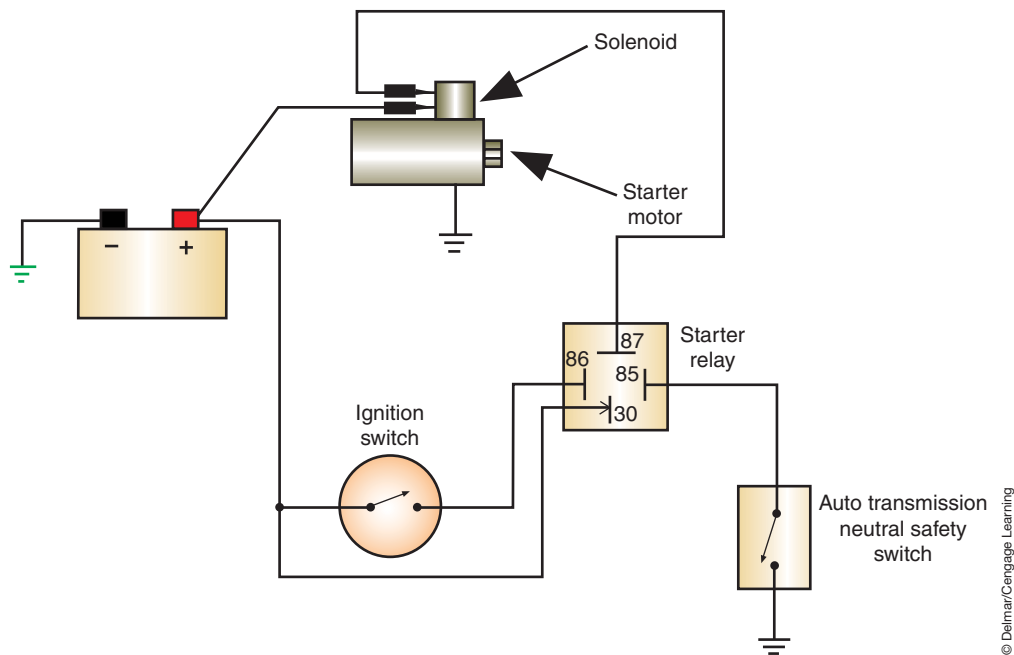 Solenoid
Starter
motor
−
+
Starter
relay
87
86
85
30
Ignition
switch
Auto transmission
neutral safety
switch
© Delmar/Cengage Learning